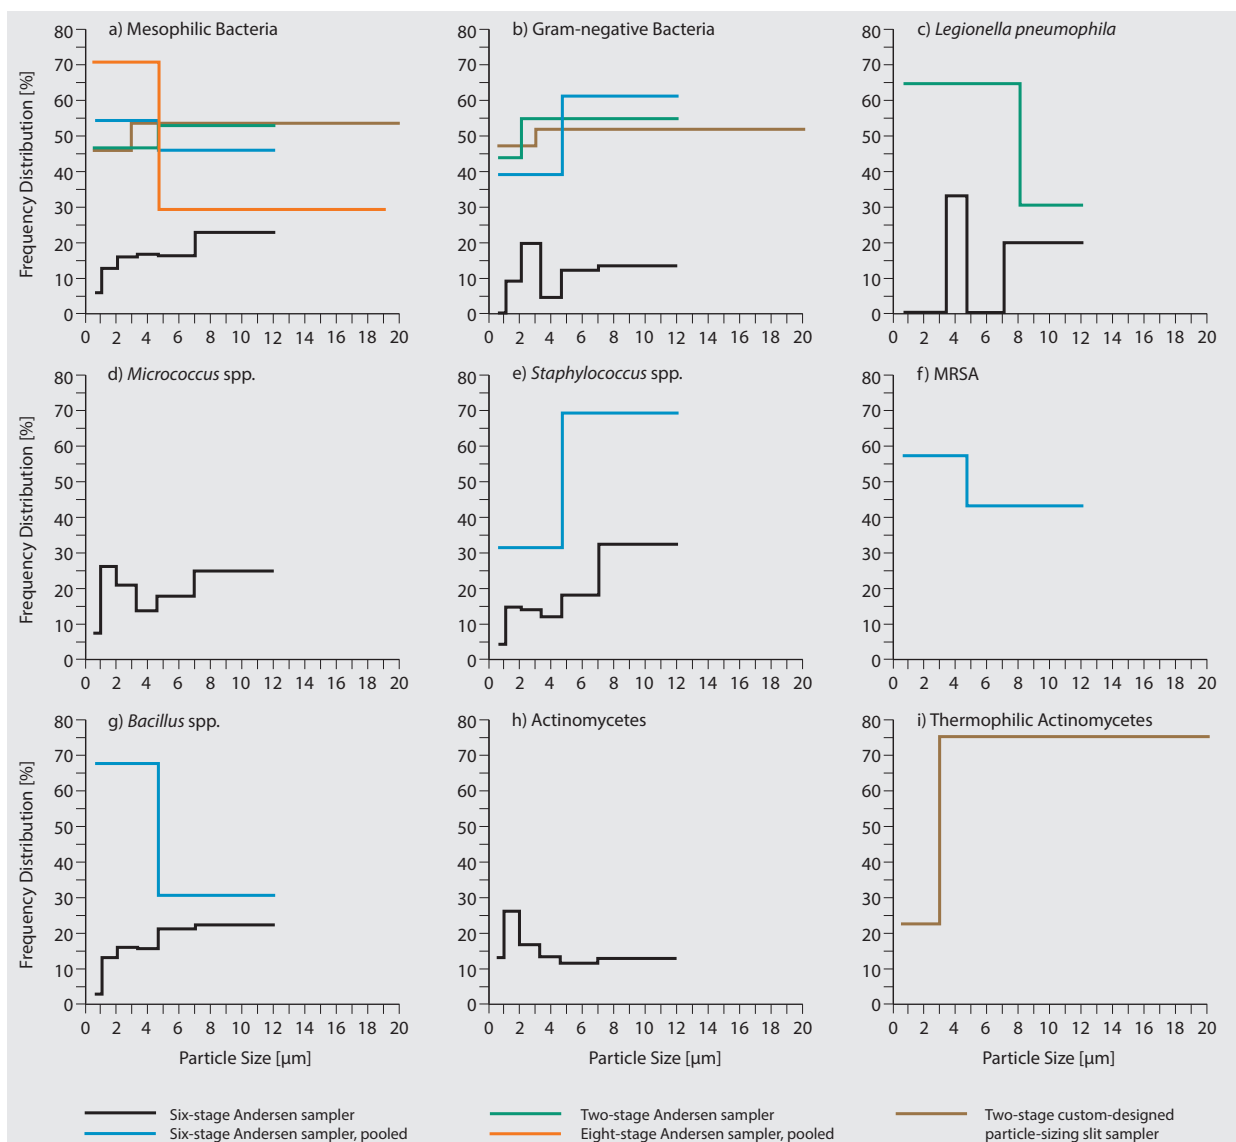 a) Mesophilic Bacteria
b) Gram-negative Bacteria
c) Legionella pneumophila
Frequency Distribution [%]
80
70
60
50
40
30
20
10
0
0 2 4 6 8 10 12 14 16 18 20
80
70
60
50
40
30
20
10
0
0 2 4 6 8 10 12 14 16 18 20
80
70
60
50
40
30
20
10
0
0 2 4 6 8 10 12 14 16 18 20
d) Micrococcus spp.
e) Staphylococcus spp.
f) MRSA
Frequency Distribution [%]
80
70
60
50
40
30
20
10
0
0 2 4 6 8 10 12 14 16 18 20
80
70
60
50
40
30
20
10
0
0 2 4 6 8 10 12 14 16 18 20
80
70
60
50
40
30
20
10
0
0 2 4 6 8 10 12 14 16 18 20
g) Bacillus spp.
h) Actinomycetes
i) Thermophilic Actinomycetes
Frequency Distribution [%]
80
70
60
50
40
30
20
10
0
0 2 4 6 8 10 12 14 16 18 20
80
70
60
50
40
30
20
10
0
0 2 4 6 8 10 12 14 16 18 20
80
70
60
50
40
30
20
10
0
0 2 4 6 8 10 12 14 16 18 20
Particle Size [µm]
Particle Size [µm]
Particle Size [µm]
Six-stage Andersen sampler
Six-stage Andersen sampler, pooled
Two-stage Andersen sampler
Eight-stage Andersen sampler, pooled
Two-stage custom-designed
particle-sizing slit sampler